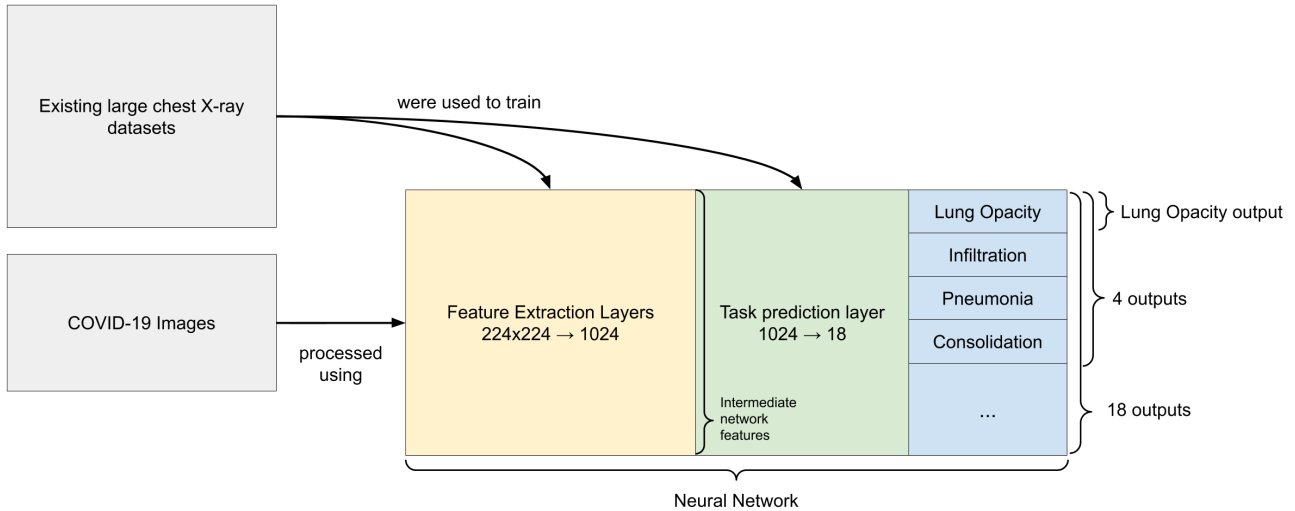 Existing large chest X-ray
datasets
were used to train
COVID-19 Images
processed
using
Feature Extraction Layers
224x224 → 1024
Intermediate
network
features
Task prediction layer
1024 → 18
Lung Opacity
Infiltration
Pneumonia
Consolidation
...
Lung Opacity output
4 outputs
18 outputs
Neural Network